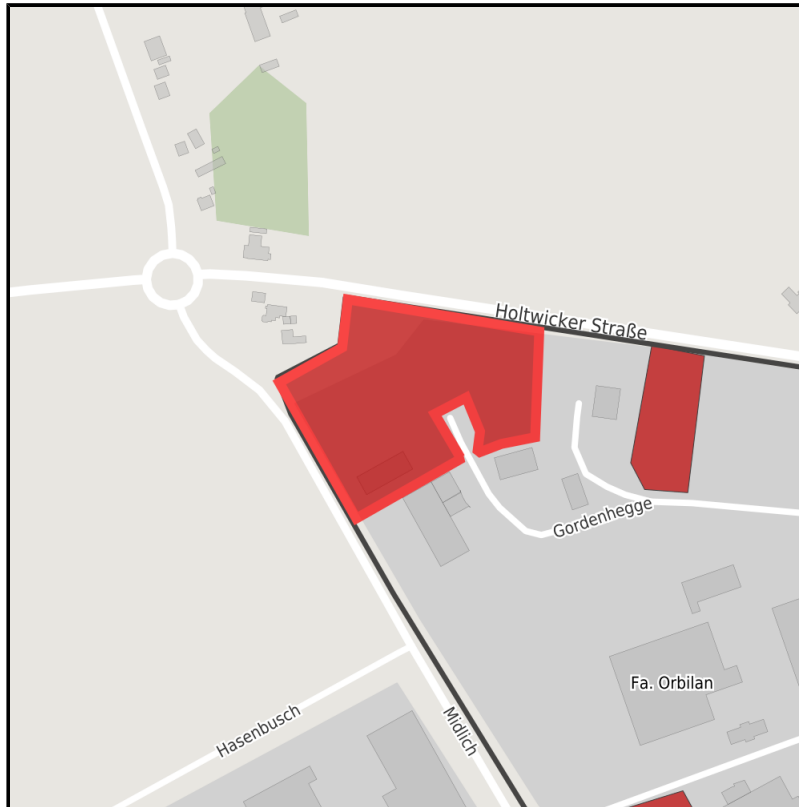 Holtwicker Straße
Gordenhegge
Fa. Orbilan
Hasenbusch
Midlich